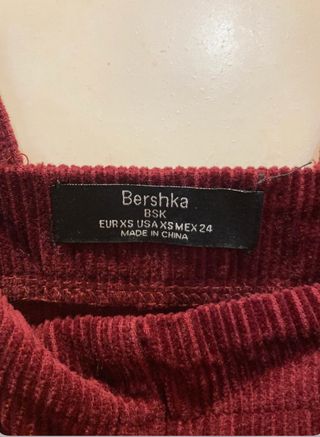 Bershka
BSK
EUR XS USA XS MEX 24
MADE IN CHINA